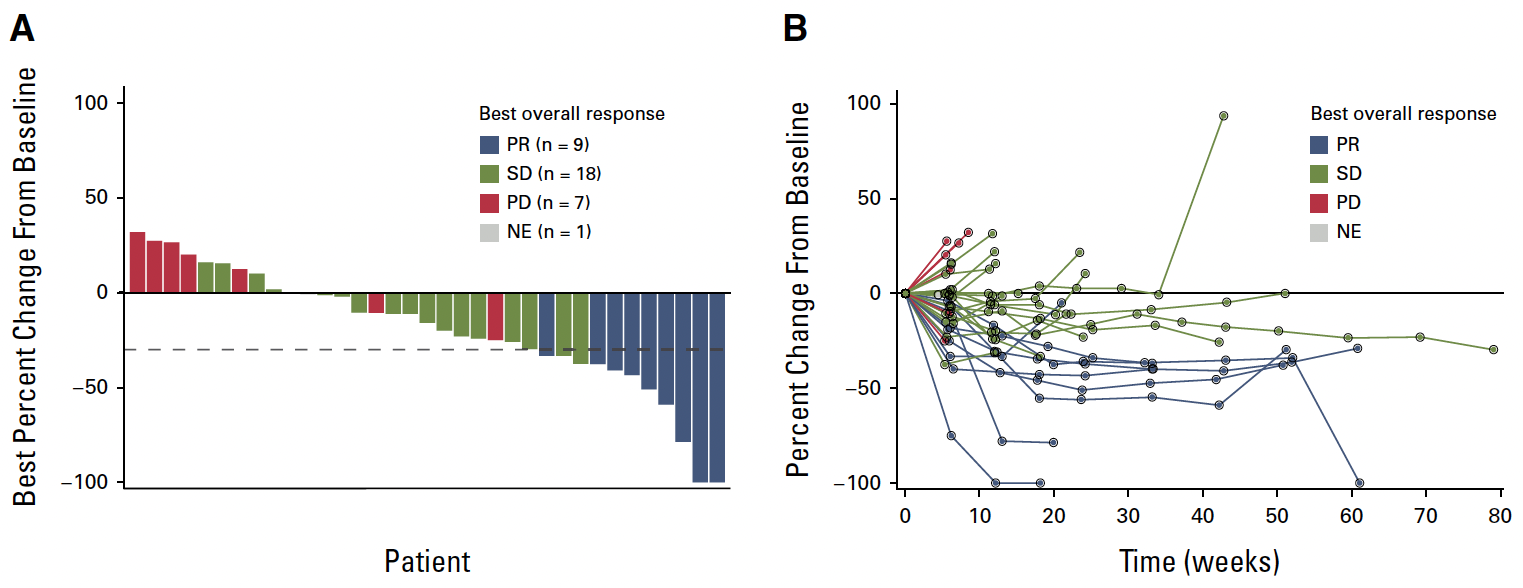 A
Best Percent Change From Baseline
100
50
0
−50
−100
Best overall response
PR (n = 9)
SD (n = 18)
PD (n = 7)
NE (n = 1)
Patient
B
Percent Change From Baseline
100
50
0
−50
−100
Best overall response
PR
SD
PD
NE
0 10 20 30 40 50 60 70 80
Time (weeks)